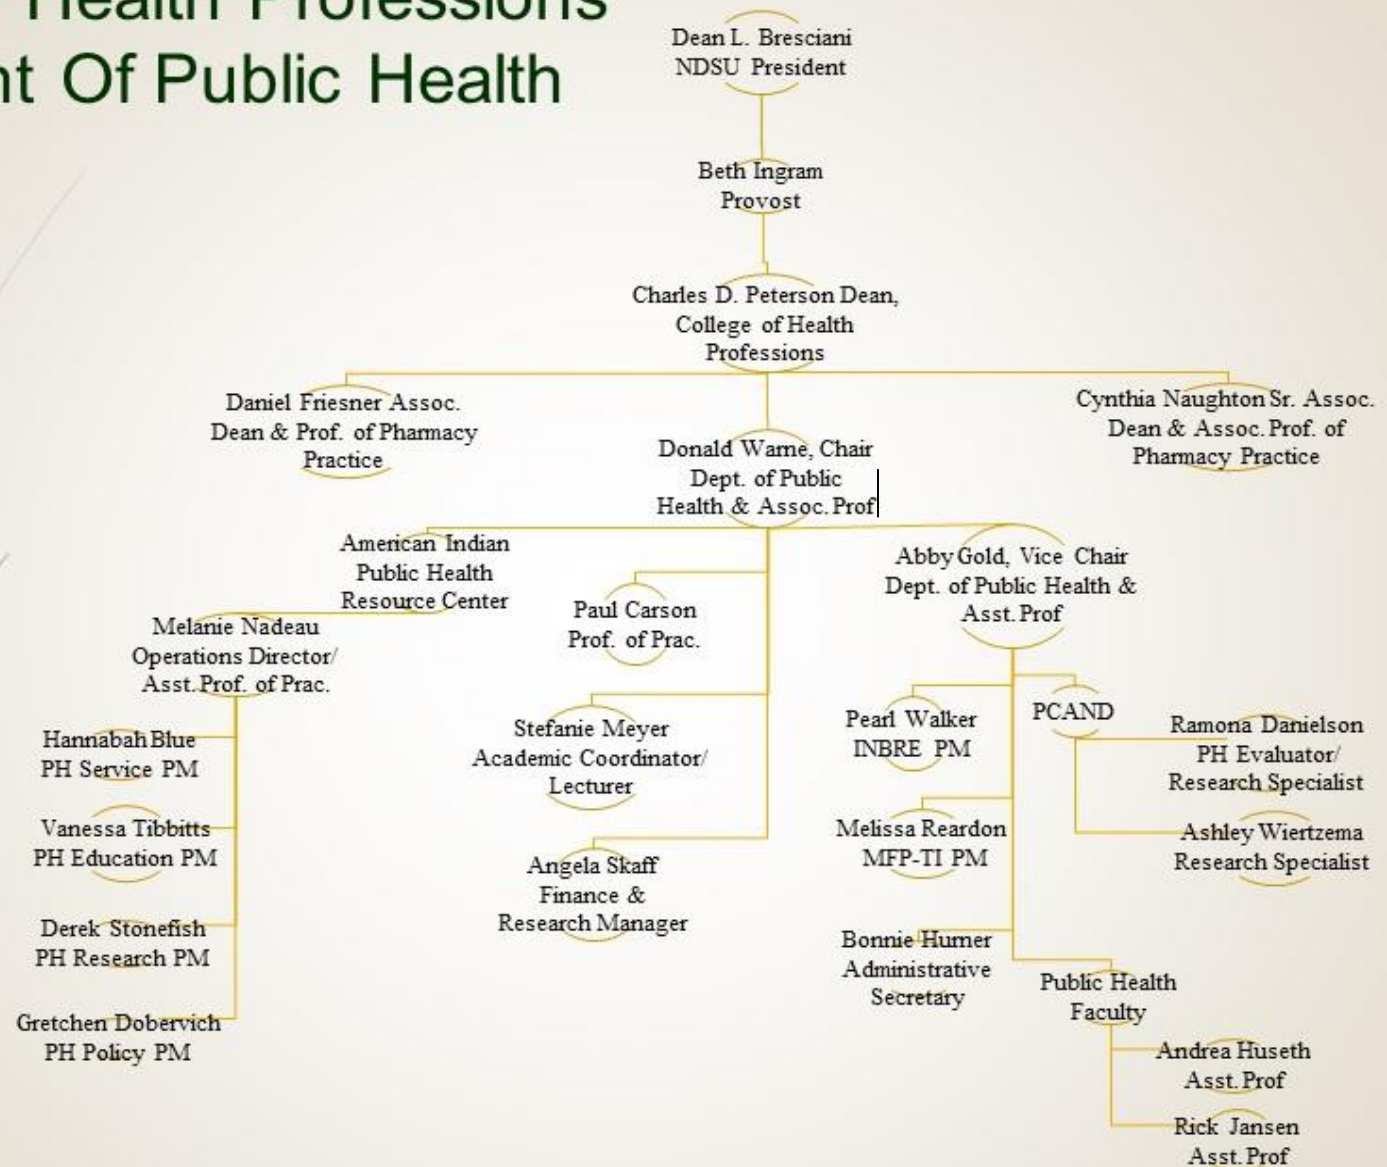 Health Professions
nt Of Public Health
Dean L. Bresciani
NDSU President
Beth Ingram
Provost
Charles D. Peterson Dean,
College of Health
Professions
Daniel Friesner Assoc.
Dean & Prof. of Pharmacy
Practice
Donald Warne, Chair
Dept. of Public
Health & Assoc. Prof
Cynthia Naughton Sr. Assoc.
Dean & Assoc. Prof. of
Pharmacy Practice
American Indian
Public Health
Resource Center
Melanie Nadeau
Operations Director/
Asst. Prof. of Prac.
Hannabah Blue
PH Service PM
Vanessa Tibbitts
PH Education PM
Derek Stonefish
PH Research PM
Gretchen Dobervich
PH Policy PM
Paul Carson
Prof. of Prac.
Stefanie Meyer
Academic Coordinator/
Lecturer
Angela Skaff
Finance &
Research Manager
Abby Gold, Vice Chair
Dept. of Public Health &
Asst. Prof
Pearl Walker
INBRE PM
Melissa Reardon
MFP-TI PM
Bonnie Humer
Administrative
Secretary
PCAND
Ramona Danielson
PH Evaluator/
Research Specialist
Ashley Wiertzema
Research Specialist
Public Health
Faculty
Andrea Huseth
Asst. Prof
Rick Jansen
Asst. Prof